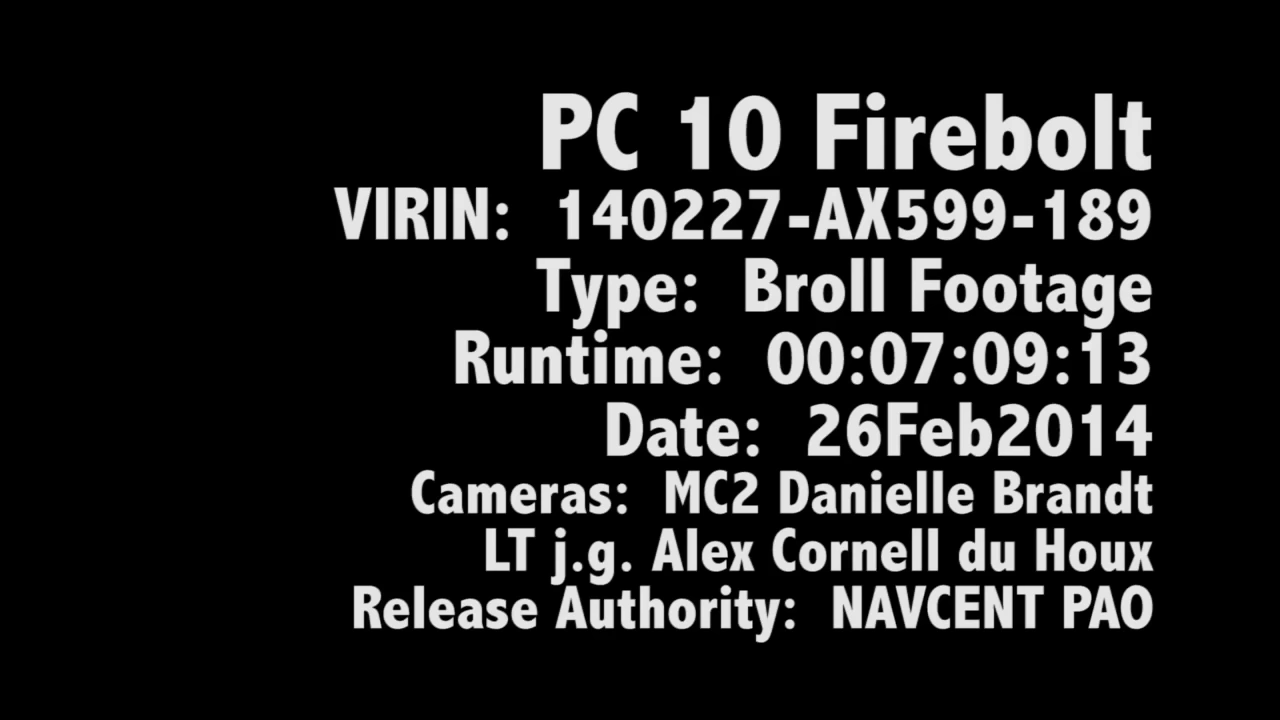 PC 10 Firebolt
VIRIN: 140227-AX599-189
Type: Broll Footage
Runtime: 00:07:09:13
Date: 26Feb2014
Cameras: MC2 Danielle Brandt
LT j.g. Alex Cornell du Houx
Release Authority: NAVCENT PAO